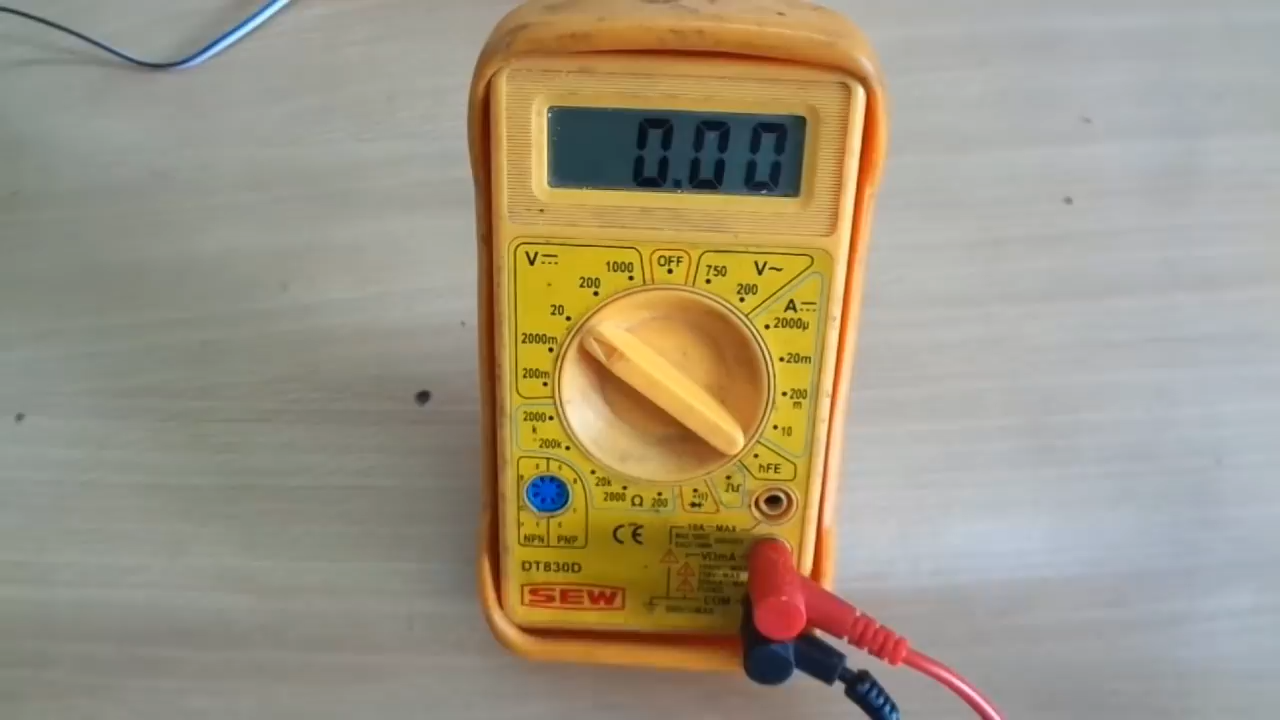 0.00
V⎓ 1000 OFF 750 V~
200 200
20 A⎓
2000µ
2000m
20m
200m
200
m
2000
k
10
200k
hFE
20k
2000 Ω 200
NPN PNP
CE
10A⎓MAX
VΩmA
DT830D
COM
SEW